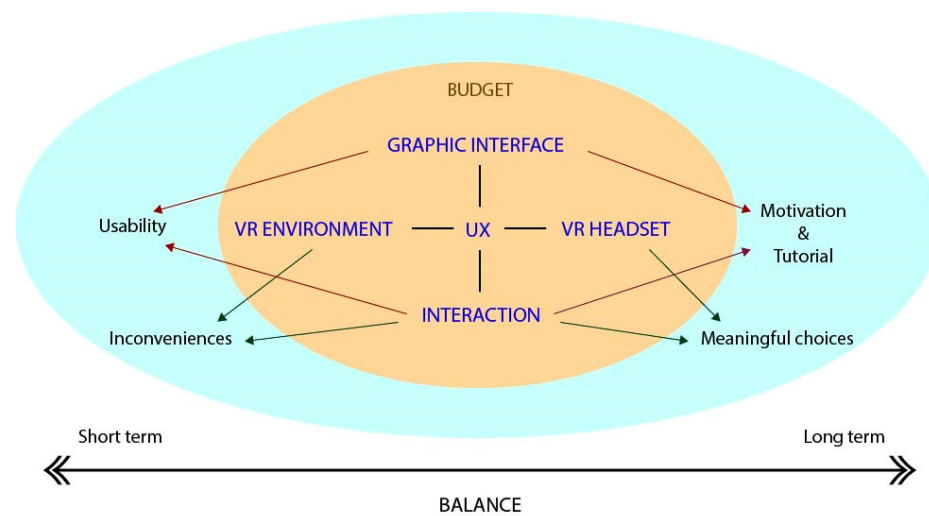 BUDGET
GRAPHIC INTERFACE
Usability
VR ENVIRONMENT
UX
VR HEADSET
Motivation
&
Tutorial
INTERACTION
Inconveniences
Meaningful choices
Short term
Long term
BALANCE